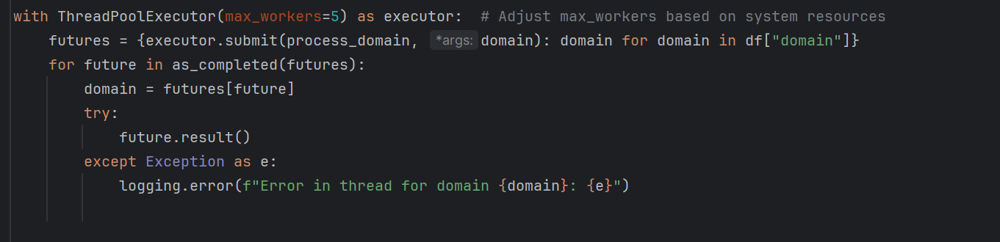 with ThreadPoolExecutor(max_workers=5) as executor:  # Adjust max_workers based on system resources
    futures = {executor.submit(process_domain, *args: domain): domain for domain in df["domain"]}
    for future in as_completed(futures):
        domain = futures[future]
        try:
            future.result()
        except Exception as e:
            logging.error(f"Error in thread for domain {domain}: {e}")